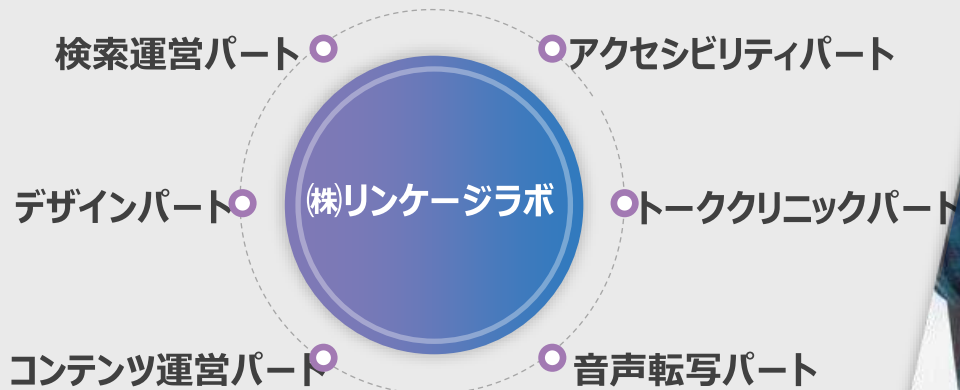 検索運営パート
アクセシビリティパート
デザインパート
㈱リンケージラボ
トーククリニックパート
コンテンツ運営パート
音声転写パート